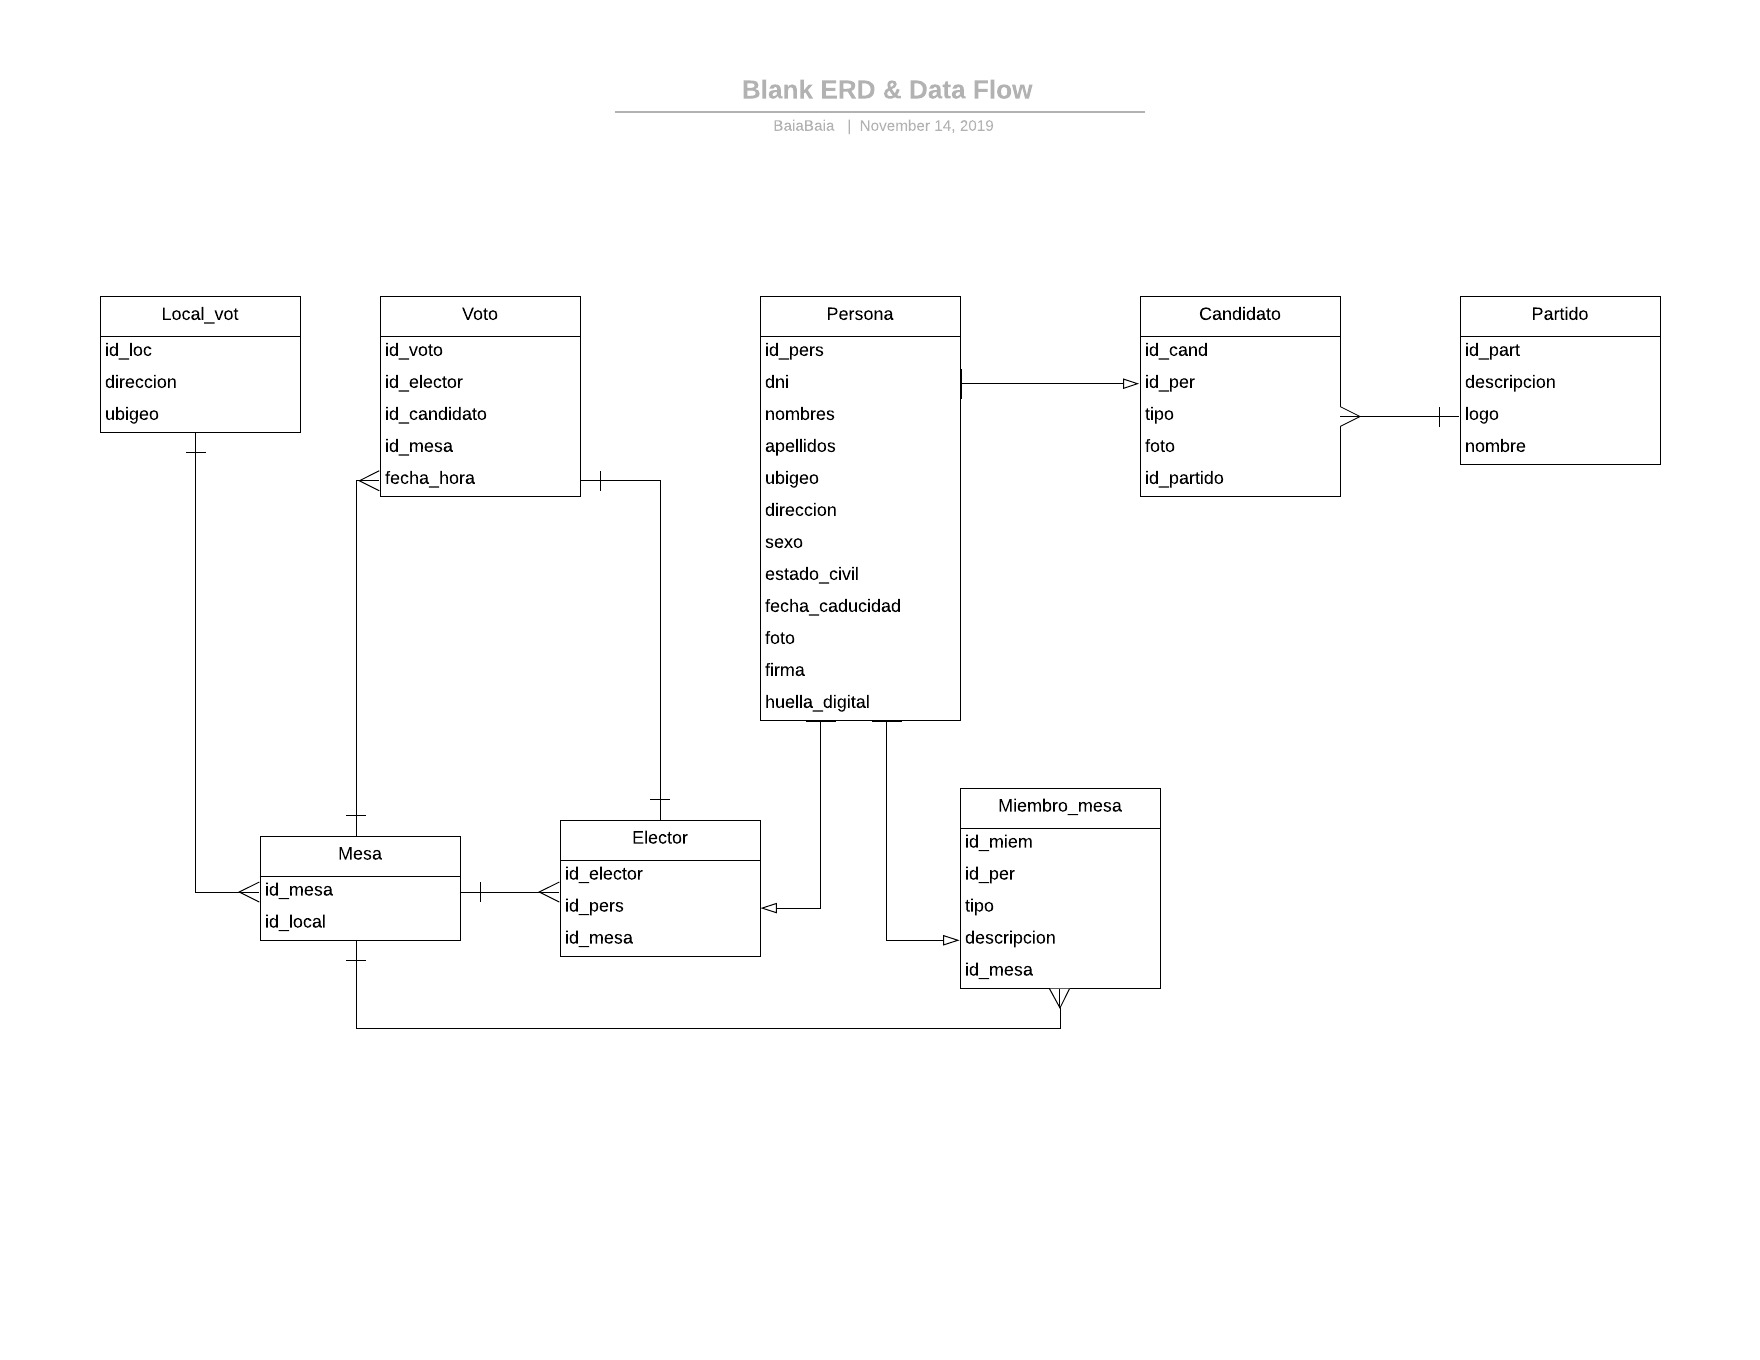 Blank ERD & Data Flow
BaiaBaia | November 14, 2019
Local_vot
id_loc
direccion
ubigeo
Voto
id_voto
id_elector
id_candidato
id_mesa
fecha_hora
Persona
id_pers
dni
nombres
apellidos
ubigeo
direccion
sexo
estado_civil
fecha_caducidad
foto
firma
huella_digital
Candidato
id_cand
id_per
tipo
foto
id_partido
Partido
id_part
descripcion
logo
nombre
Mesa
id_mesa
id_local
Elector
id_elector
id_pers
id_mesa
Miembro_mesa
id_miem
id_per
tipo
descripcion
id_mesa